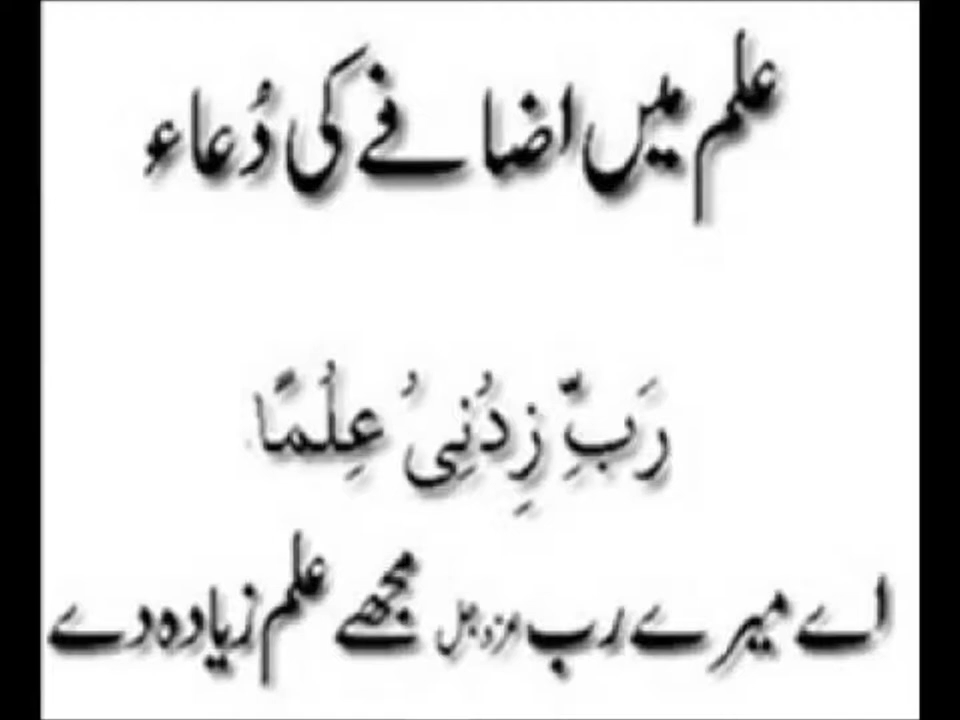 علم میں اضافے کی دُعاء
رَبِّ زِدْنِیْ عِلْمًا
اے میرے رب عزوجل مجھے علم زیادہ دے